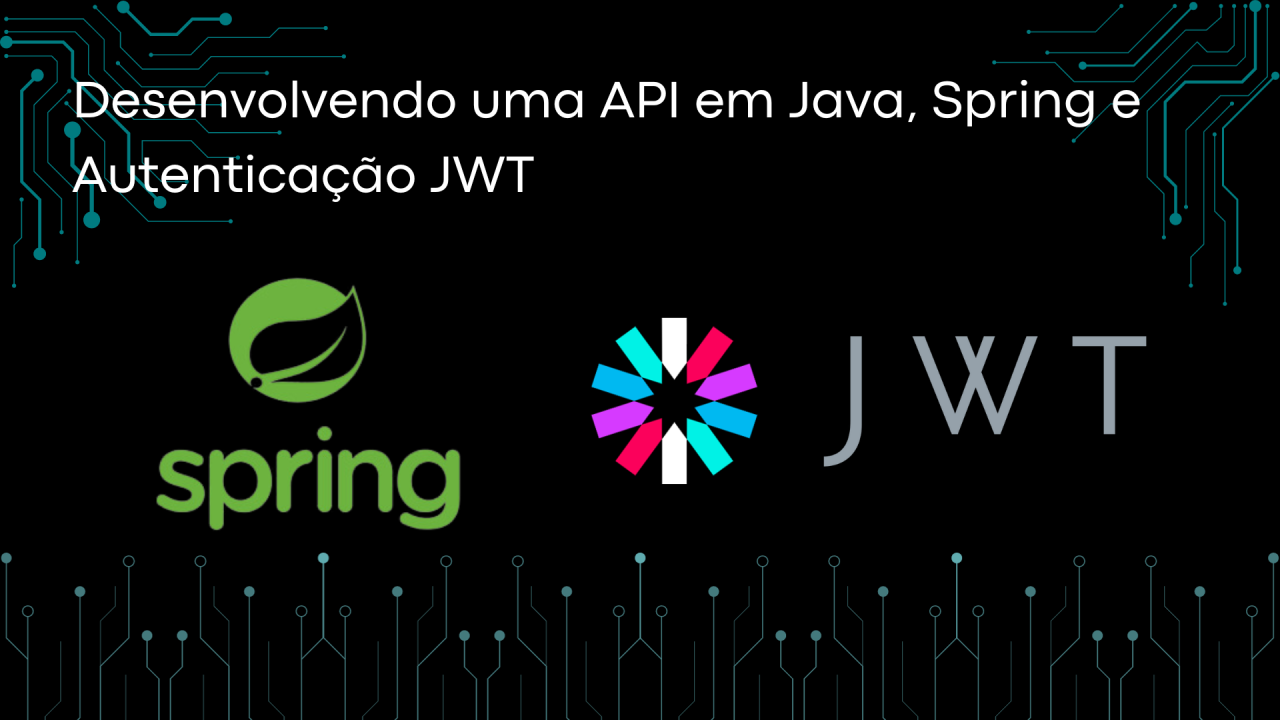 Desenvolvendo uma API em Java, Spring e
Autenticação JWT
spring
JWT